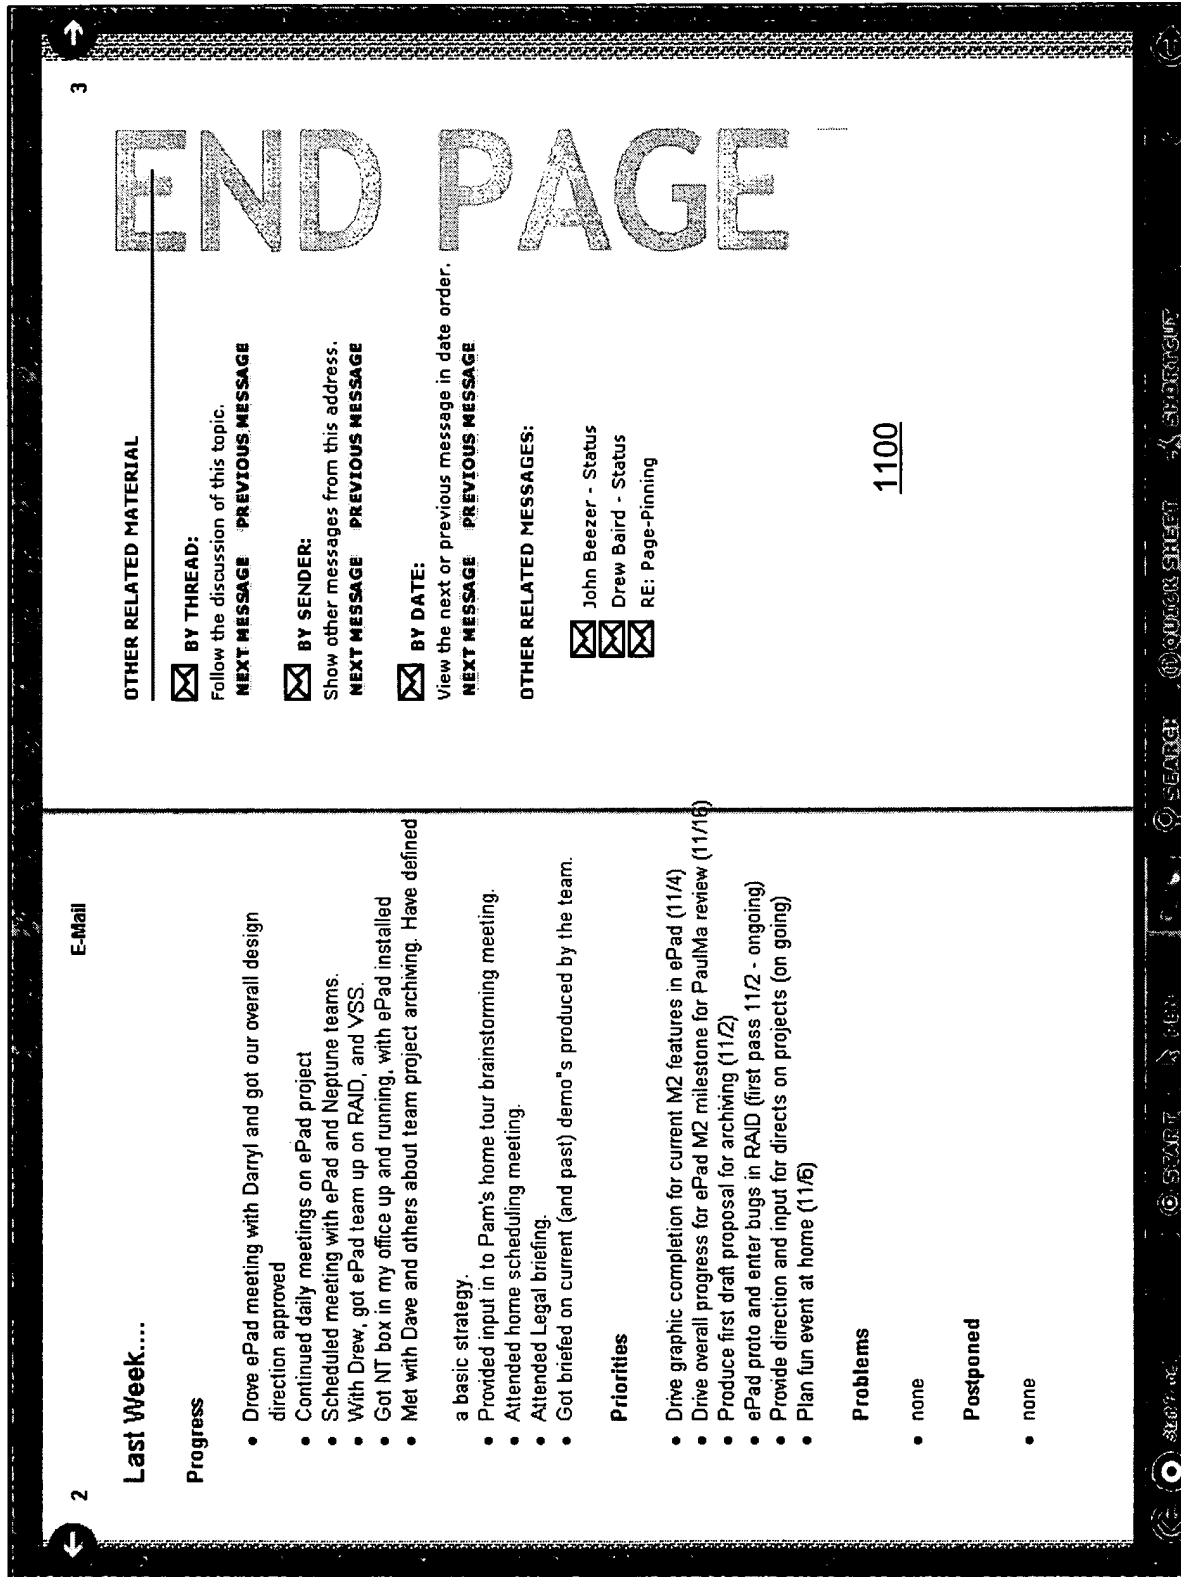 2
E-Mail
Last Week....
Progress
• Drove ePad meeting with Darryl and got our overall design
direction approved
• Continued daily meetings on ePad project
• Scheduled meeting with ePad and Neptune teams.
• With Drew, got ePad team up on RAID, and VSS.
• Got NT box in my office up and running, with ePad installed
• Met with Dave and others about team project archiving. Have defined
a basic strategy.
• Provided input in to Pam's home tour brainstorming meeting.
• Attended home scheduling meeting.
• Attended Legal briefing.
• Got briefed on current (and past) demo"s produced by the team.
Priorities
• Drive graphic completion for current M2 features in ePad (11/4)
• Drive overall progress for ePad M2 milestone for PaulMa review (11/16)
• Produce first draft proposal for archiving (11/2)
• ePad proto and enter bugs in RAID (first pass 11/2 - ongoing)
• Provide direction and input for directs on projects (on going)
• Plan fun event at home (11/6)
Problems
• none
Postponed
• none
3
OTHER RELATED MATERIAL
END PAGE
BY THREAD:
Follow the discussion of this topic.
NEXT MESSAGE PREVIOUS MESSAGE
BY SENDER:
Show other messages from this address.
NEXT MESSAGE PREVIOUS MESSAGE
BY DATE:
View the next or previous message in date order.
NEXT MESSAGE PREVIOUS MESSAGE
OTHER RELATED MESSAGES:
John Beezer - Status
Drew Baird - Status
RE: Page-Pinning
1100
START PEN SEARCH QUICK SHEET SHORTCUT